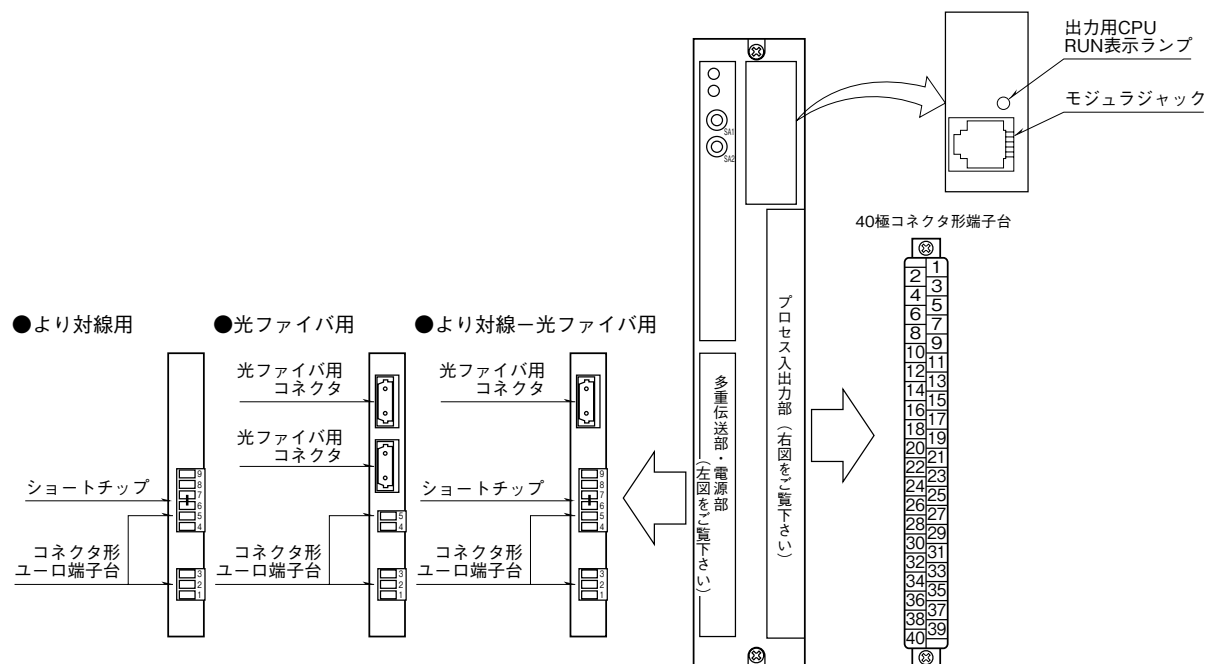 出力用CPU
RUN表示ランプ
モジュラジャック
SA1
SA2
40極コネクタ形端子台
1
2
3
4
5
6
7
8
9
10
11
12
13
14
15
16
17
18
19
20
21
22
23
24
25
26
27
28
29
30
31
32
33
34
35
36
37
38
39
40
プロセス入出力部（右図をご覧下さい）
多重伝送部・電源部
（左図をご覧下さい）
●より対線用
ショートチップ
コネクタ形
ユーロ端子台
9
8
7
6
5
4
3
2
1
●光ファイバ用
光ファイバ用
コネクタ
光ファイバ用
コネクタ
コネクタ形
ユーロ端子台
5
4
3
2
1
●より対線－光ファイバ用
光ファイバ用
コネクタ
ショートチップ
コネクタ形
ユーロ端子台
9
8
7
6
5
4
3
2
1